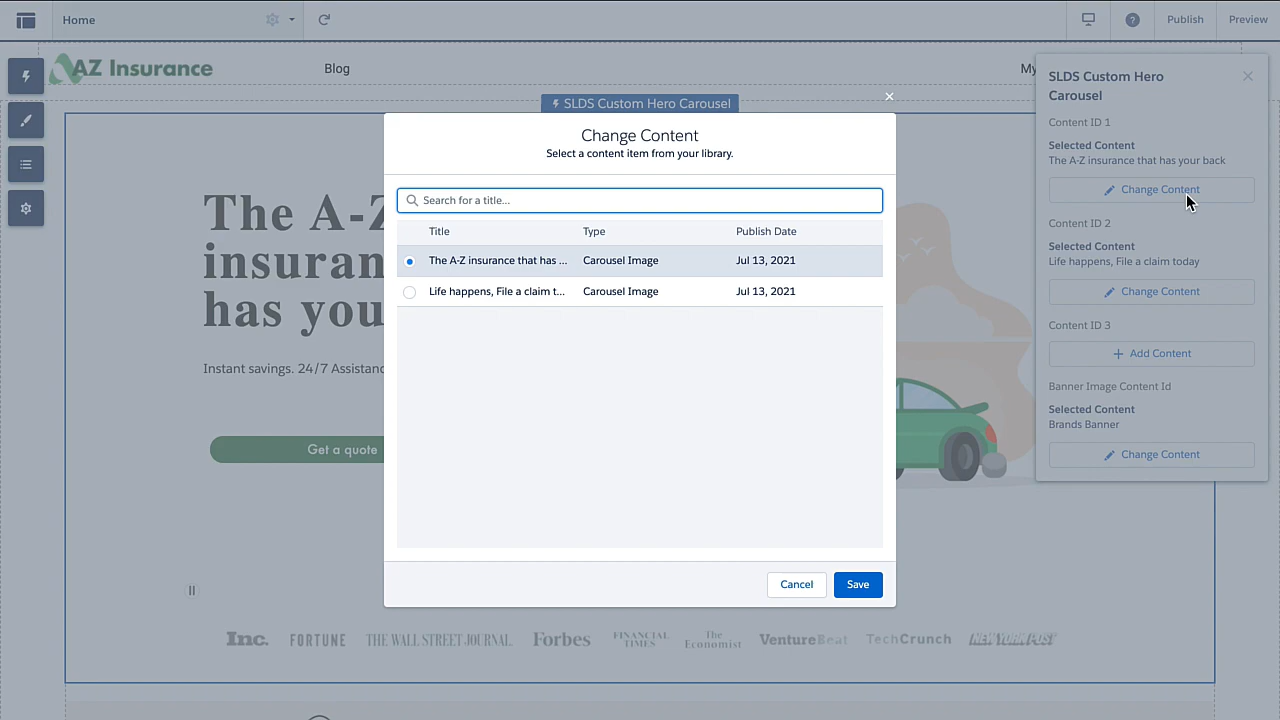 Home
?
Publish
Preview
AZ Insurance
Blog
My
SLDS Custom Hero Carousel
The A-Z
insuran
has you
Instant savings. 24/7 Assistanc
Get a quote
Inc.
FORTUNE
THE WALL STREET JOURNAL.
Forbes
FINANCIAL
TIMES
The
Economist
VentureBeat
TechCrunch
NEW YORK POST
Change Content
Select a content item from your library.
Search for a title...
Title
Type
Publish Date
The A-Z insurance that has ...
Carousel Image
Jul 13, 2021
Life happens, File a claim t...
Carousel Image
Jul 13, 2021
Cancel
Save
SLDS Custom Hero
Carousel
Content ID 1
Selected Content
The A-Z insurance that has your back
Change Content
Content ID 2
Selected Content
Life happens, File a claim today
Change Content
Content ID 3
Add Content
Banner Image Content Id
Selected Content
Brands Banner
Change Content